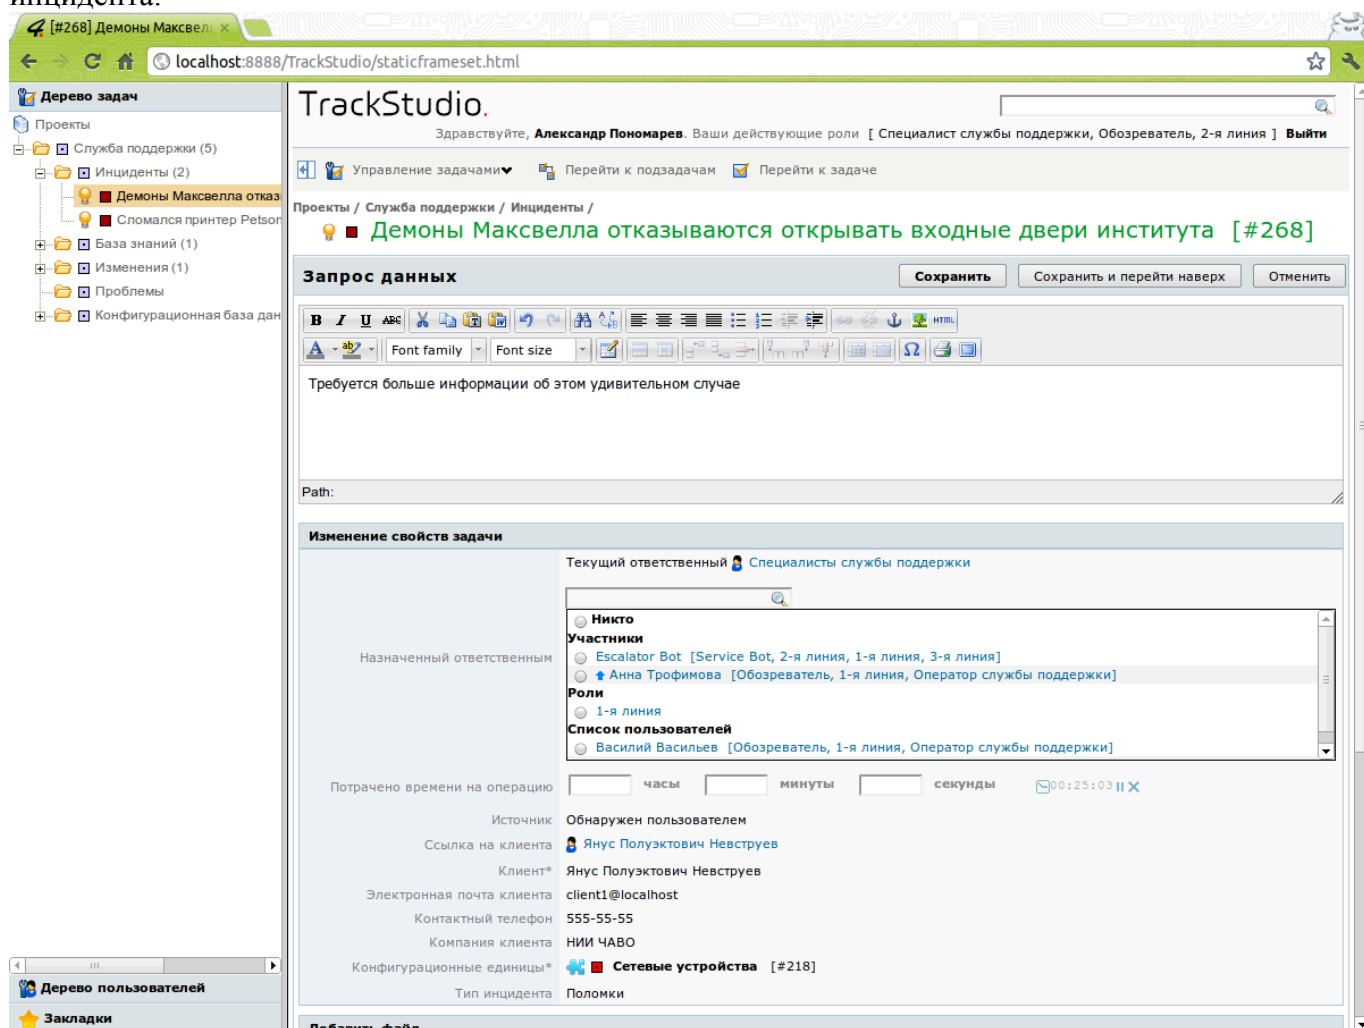 инцидента.
[#268] Демоны Максвел
localhost:8888/TrackStudio/staticframeset.html
Дерево задач
Проекты
Служба поддержки (5)
Инциденты (2)
Демоны Максвелла отказ
Сломался принтер Petson
База знаний (1)
Изменения (1)
Проблемы
Конфигурационная база дан
Дерево пользователей
Закладки
TrackStudio.
Здравствуйте, Александр Пономарев. Ваши действующие роли [ Специалист службы поддержки, Обозреватель, 2-я линия ] Выйти
Управление задачами Перейти к подзадачам Перейти к задаче
Проекты / Служба поддержки / Инциденты /
Демоны Максвелла отказываются открывать входные двери института [#268]
Запрос данных Сохранить Сохранить и перейти наверх Отменить
B I U ABC HTML
A ab Font family Font size Ω
Требуется больше информации об этом удивительном случае
Path:
Изменение свойств задачи
Текущий ответственный Специалисты службы поддержки
Назначенный ответственным
Никто
Участники
Escalator Bot [Service Bot, 2-я линия, 1-я линия, 3-я линия]
Анна Трофимова [Обозреватель, 1-я линия, Оператор службы поддержки]
Роли
1-я линия
Список пользователей
Василий Васильев [Обозреватель, 1-я линия, Оператор службы поддержки]
Потрачено времени на операцию часы минуты секунды 00:25:03
Источник Обнаружен пользователем
Ссылка на клиента Янус Полуэктович Невструев
Клиент* Янус Полуэктович Невструев
Электронная почта клиента client1@localhost
Контактный телефон 555-55-55
Компания клиента НИИ ЧАВО
Конфигурационные единицы* Сетевые устройства [#218]
Тип инцидента Поломки
Добавить файл